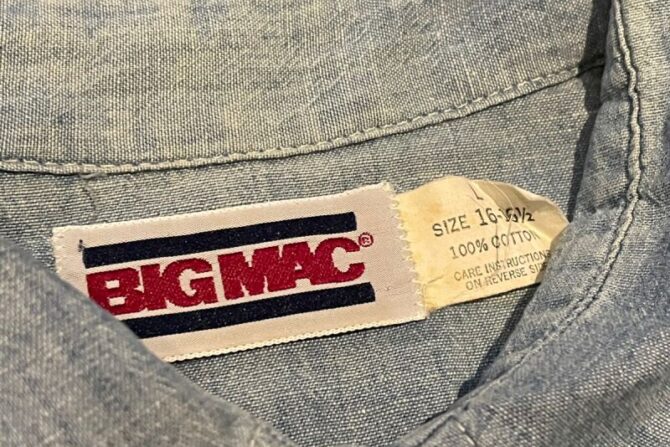 BIG MAC®
L
SIZE 16-16½
100% COTTON
CARE INSTRUCTIONS
ON REVERSE SIDE